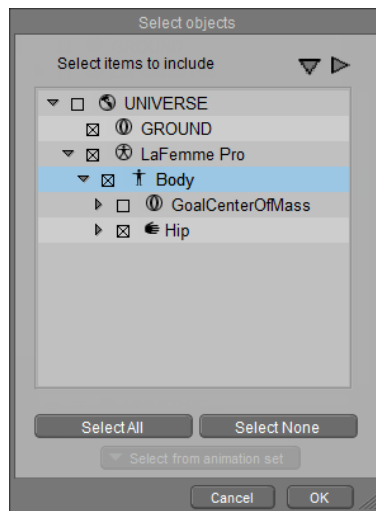 Select objects
Select items to include
UNIVERSE
GROUND
LaFemme Pro
Body
GoalCenterOfMass
Hip
Select All Select None
Select from animation set
Cancel OK